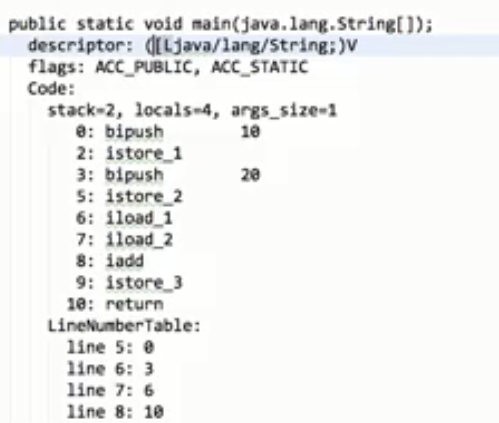 public static void main(java.lang.String[]);
descriptor: ([Ljava/lang/String;)V
flags: ACC_PUBLIC, ACC_STATIC
Code:
stack=2, locals=4, args_size=1
0: bipush 10
2: istore_1
3: bipush 20
5: istore_2
6: iload_1
7: iload_2
8: iadd
9: istore_3
10: return
LineNumberTable:
line 5: 0
line 6: 3
line 7: 6
line 8: 10